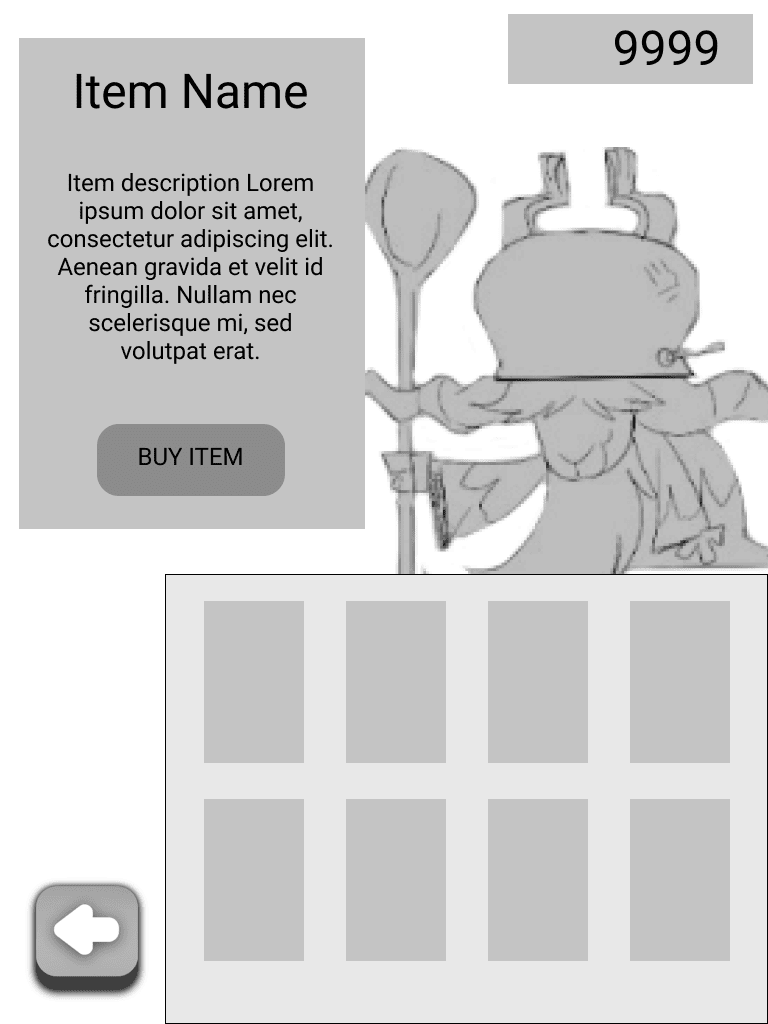 9999
Item Name
Item description Lorem
ipsum dolor sit amet,
consectetur adipiscing elit.
Aenean gravida et velit id
fringilla. Nullam nec
scelerisque mi, sed
volutpat erat.
BUY ITEM